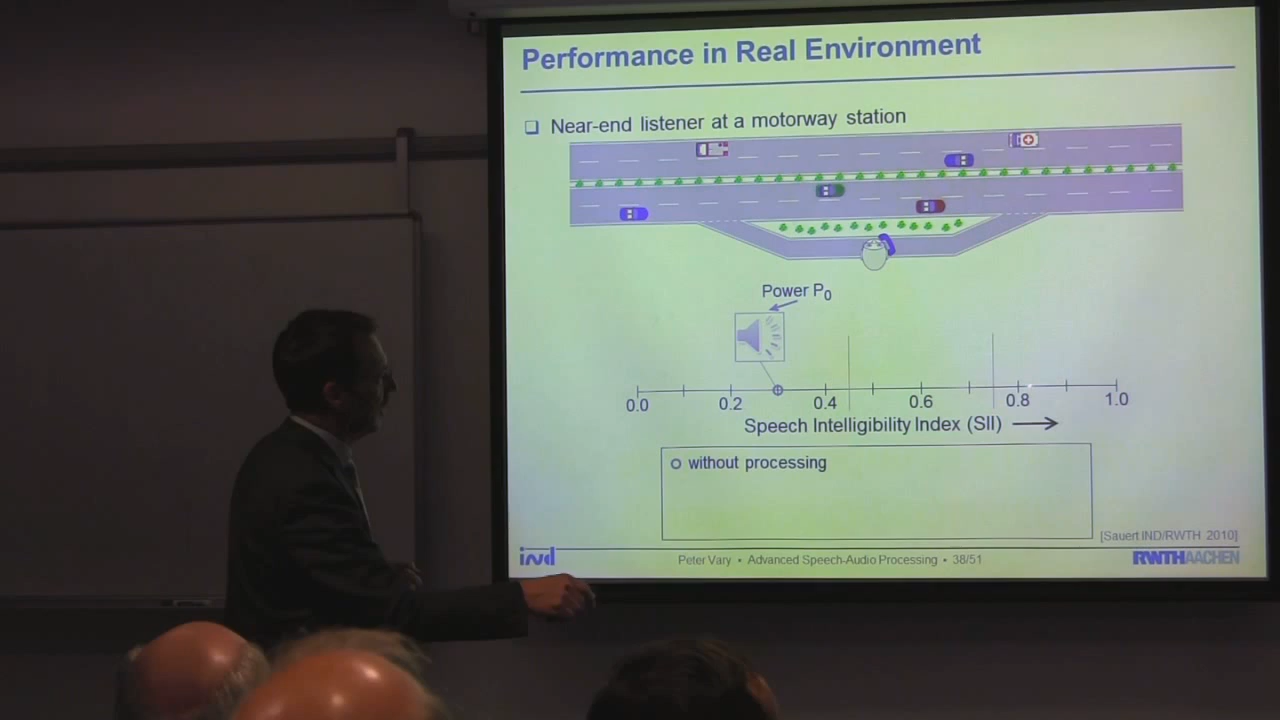 Performance in Real Environment
Near-end listener at a motorway station
Power P0
0.0 0.2 0.4 0.6 0.8 1.0
Speech Intelligibility Index (SII)
without processing
[Sauert IND/RWTH 2010]
ind
Peter Vary • Advanced Speech-Audio Processing • 38/51
RWTHAACHEN